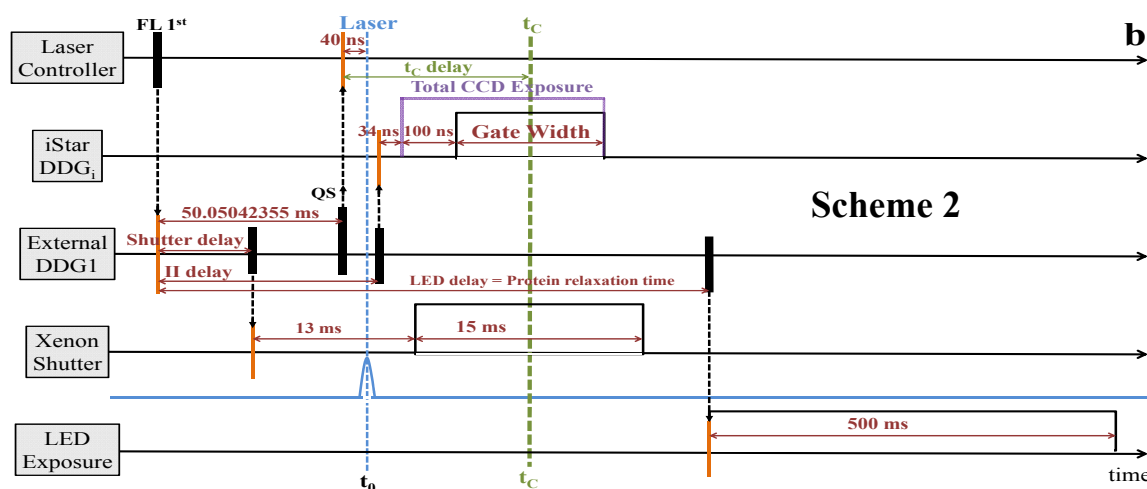 FL 1st
Laser
tC
b
Laser
Controller
40 ns
tC delay
Total CCD Exposure
iStar
DDGi
34 ns
100 ns
Gate Width
QS
Scheme 2
50.05042355 ms
External
DDG1
Shutter delay
II delay
LED delay = Protein relaxation time
Xenon
Shutter
13 ms
15 ms
LED
Exposure
500 ms
t0
tC
time